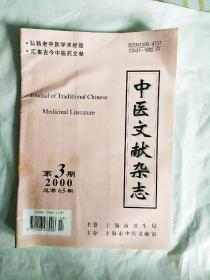 • 弘扬老中医学术经验
• 汇集古今中医药文献
ISSN1006-4737
CN31-1682/R
中医文献杂志
Journal of Traditional Chinese
Medicinal Literature
第3期
2000
总第65期
主管 上海市卫生局
主办 上海市中医文献馆